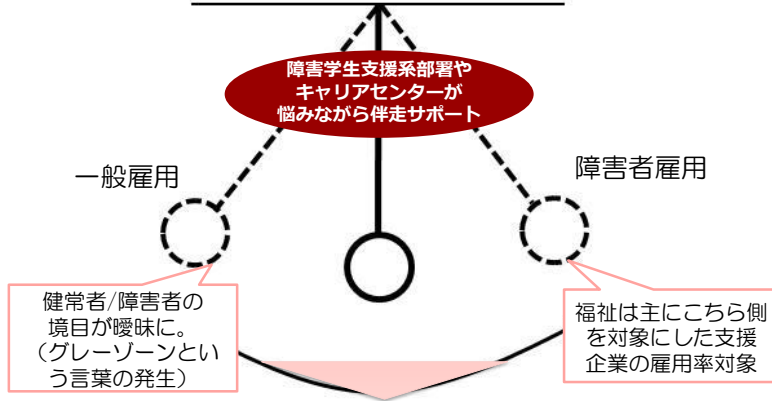 障害学生支援系部署や
キャリアセンターが
悩みながら伴走サポート
一般雇用
障害者雇用
健常者/障害者の
境目が曖昧に。
（グレーゾーンとい
う言葉の発生）
福祉は主にこちら側
を対象にした支援
企業の雇用率対象